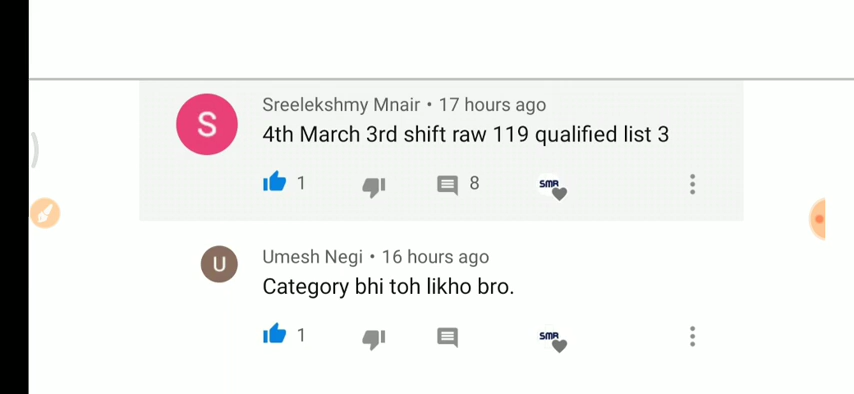 S
Sreelekshmy Mnair • 17 hours ago
4th March 3rd shift raw 119 qualified list 3
1 8 SMR
U
Umesh Negi • 16 hours ago
Category bhi toh likho bro.
1 SMR